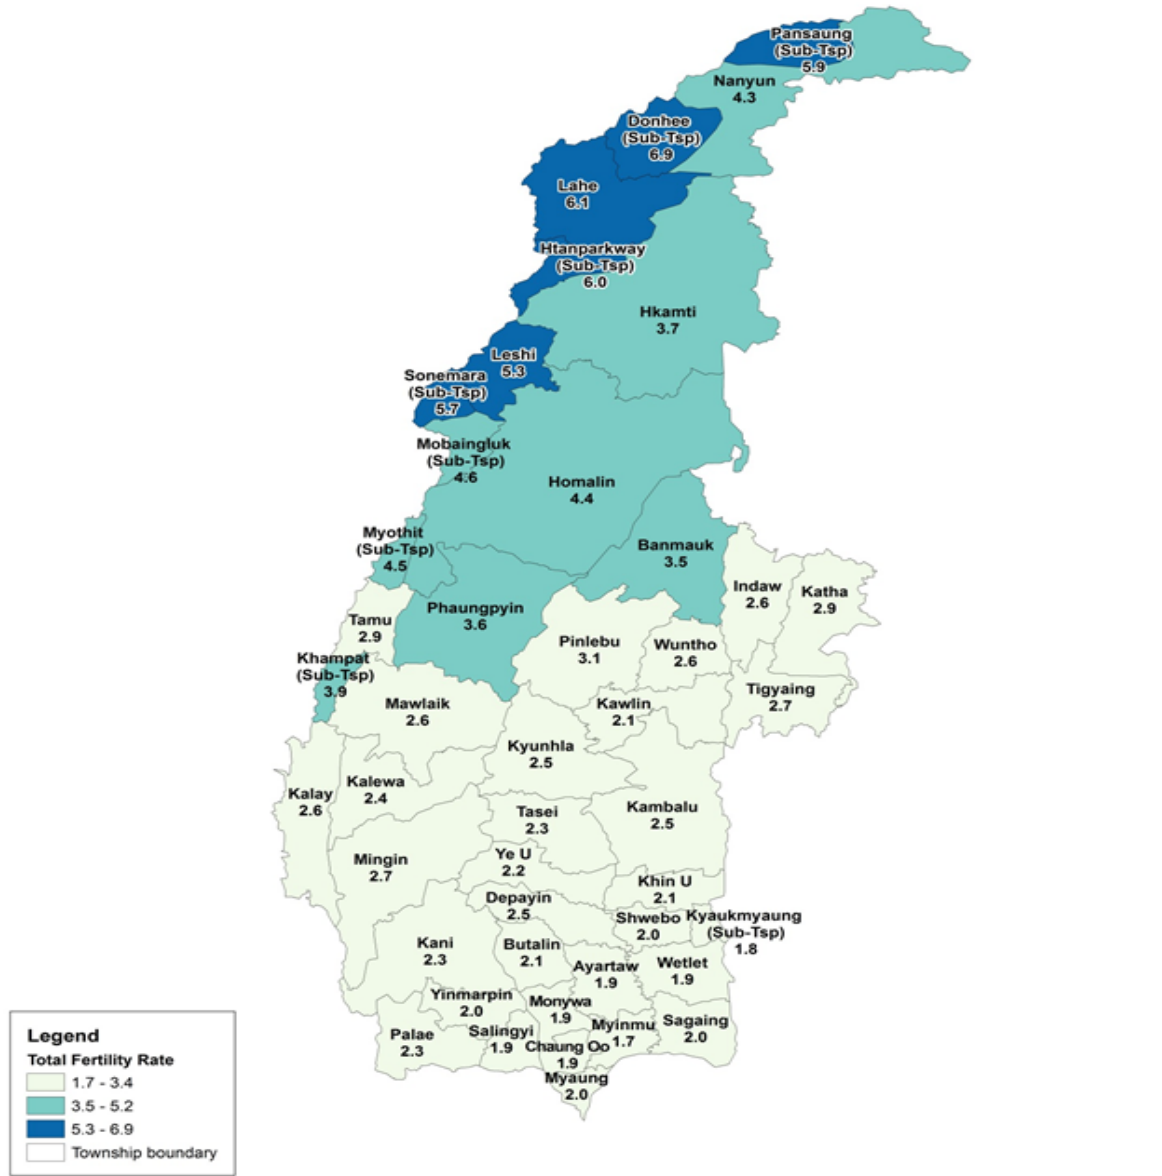 Pansaung
(Sub-Tsp)
5.9
Nanyun
4.3
Donhee
(Sub-Tsp)
6.9
Lahe
6.1
Htanparkway
(Sub-Tsp)
6.0
Hkamti
3.7
Leshi
5.3
Sonemara
(Sub-Tsp)
5.7
Mobaingluk
(Sub-Tsp)
4.6
Homalin
4.4
Myothit
(Sub-Tsp)
4.5
Banmauk
3.5
Indaw
2.6
Katha
2.9
Phaungpyin
3.6
Tamu
2.9
Pinlebu
3.1
Wuntho
2.6
Khampat
(Sub-Tsp)
3.9
Tigyaing
2.7
Mawlaik
2.6
Kawlin
2.1
Kyunhla
2.5
Kalay
2.6
Kalewa
2.4
Tasei
2.3
Kambalu
2.5
Mingin
2.7
Ye U
2.2
Khin U
2.1
Depayin
2.5
Shwebo
2.0
Kyaukmyaung
(Sub-Tsp)
1.8
Kani
2.3
Butalin
2.1
Ayartaw
1.9
Wetlet
1.9
Yinmarpin
2.0
Monywa
1.9
Palae
2.3
Salingyi
1.9
Chaung Oo
1.9
Myinmu
1.7
Sagaing
2.0
Myaung
2.0
Legend
Total Fertility Rate
1.7 - 3.4
3.5 - 5.2
5.3 - 6.9
Township boundary